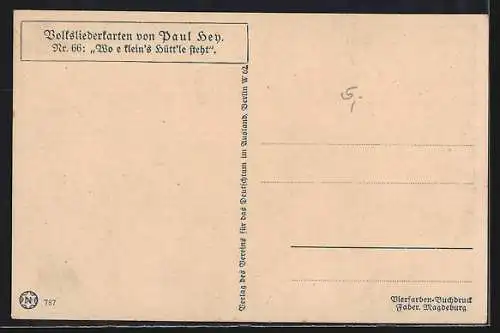 Volksliederkarten von Paul Hey.
Nr. 66: „Wo e klein's Hütt'le steht“.
Verlag des Vereins für das Deutschtum im Ausland, Berlin W 62.
5,-
N 787
Vierfarben-Buchdruck
Faber, Magdeburg